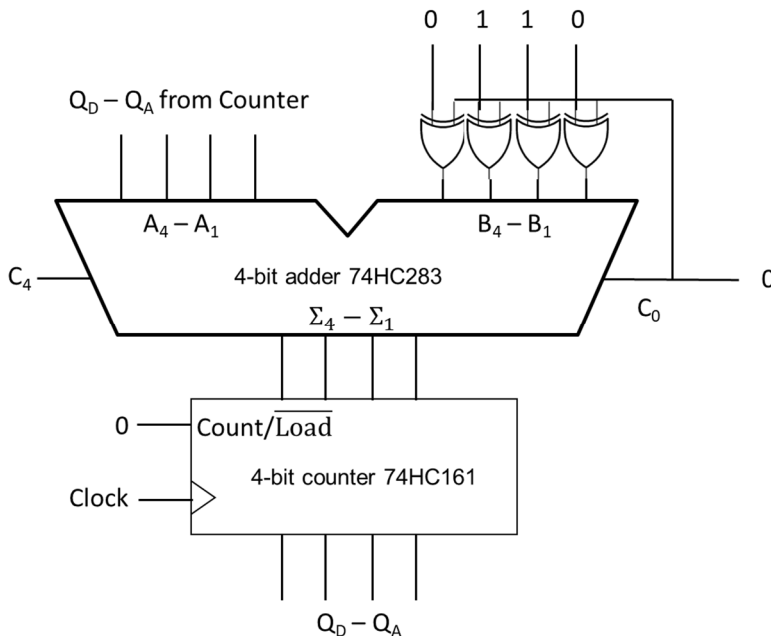 0 1 1 0
Q_D – Q_A from Counter
A_4 – A_1
B_4 – B_1
C_4
4-bit adder 74HC283
0
C_0
Σ_4 – Σ_1
0
Count/L̅o̅a̅d̅
4-bit counter 74HC161
Clock
Q_D – Q_A